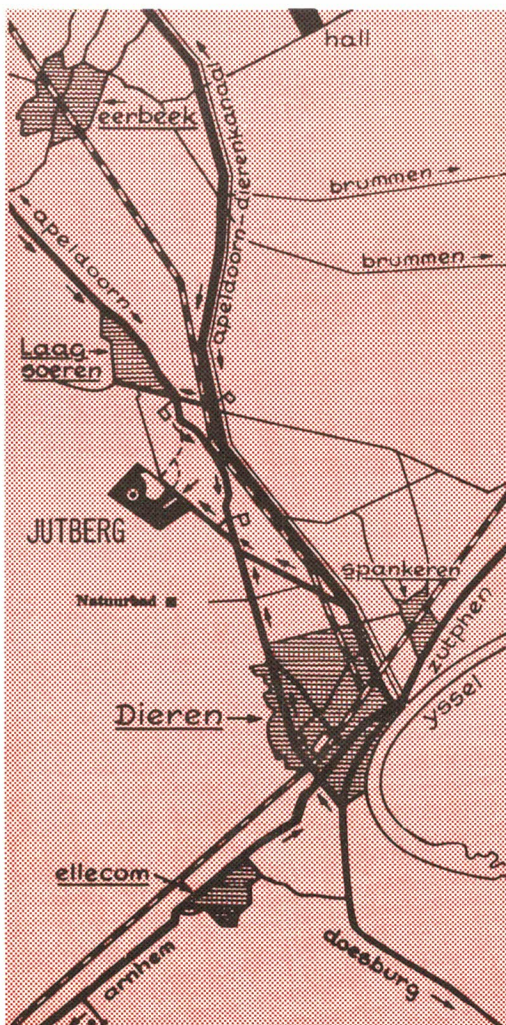 hall
eerbeek
brummen
apeldoorn-dierenkanaal
apeldoorn
brummen
Laag
soeren
P
P
JUTBERG
P
spankeren
Natuurbad
zutphen
yssel
Dieren
ellecom
arnhem
doesburg